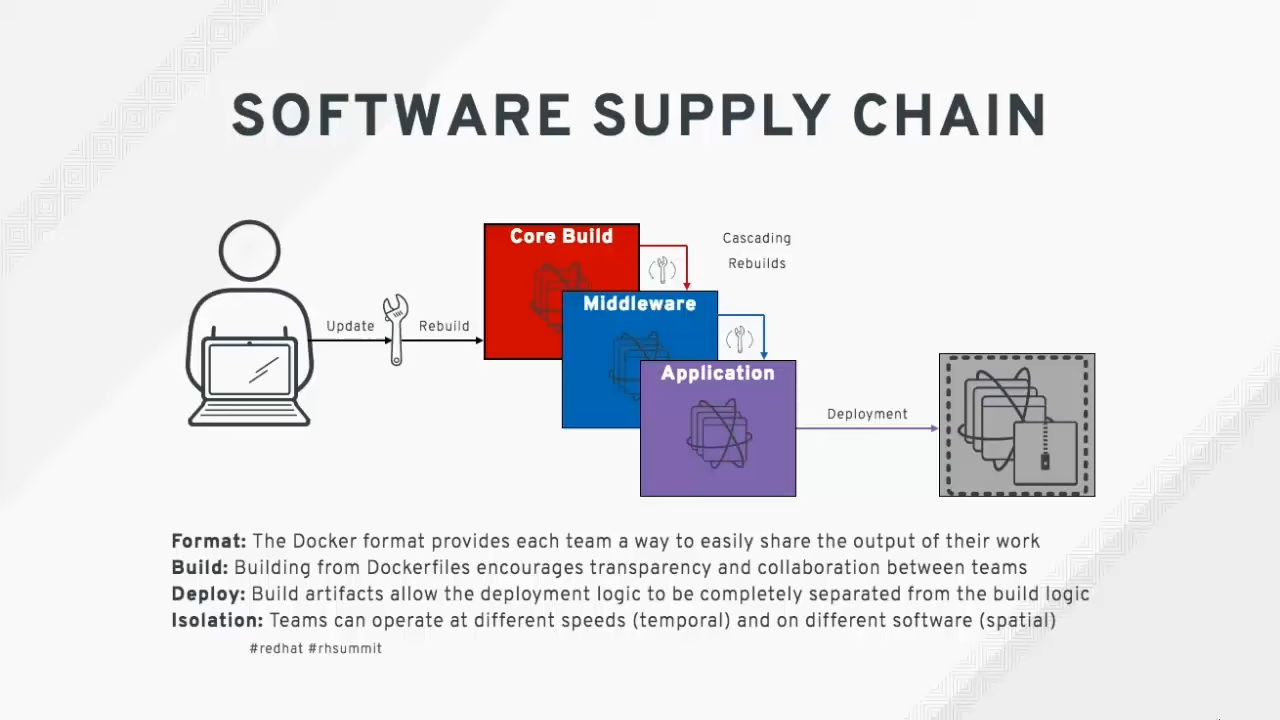 SOFTWARE SUPPLY CHAIN
Core Build
Cascading
Rebuilds
Middleware
Update
Rebuild
Application
Deployment
Format: The Docker format provides each team a way to easily share the output of their work
Build: Building from Dockerfiles encourages transparency and collaboration between teams
Deploy: Build artifacts allow the deployment logic to be completely separated from the build logic
Isolation: Teams can operate at different speeds (temporal) and on different software (spatial)
#redhat #rhsummit